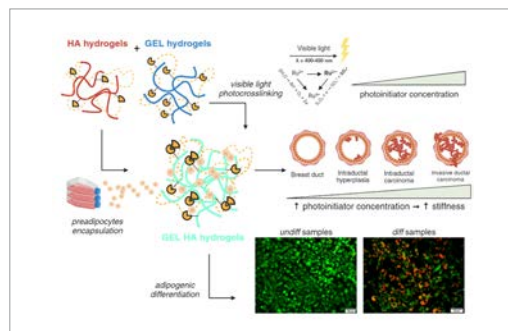 HA hydrogels + GEL hydrogels
Visible light
λ = 400-450 nm
visible light
photocrosslinking
photoinitiator concentration
Breast duct
Intraductal
hyperplasia
Intraductal
carcinoma
Invasive ductal
carcinoma
preadipocytes
encapsulation
GEL HA hydrogels
↑ photoinitiator concentration → ↑ stiffness
undiff samples
diff samples
adipogenic
differentiation